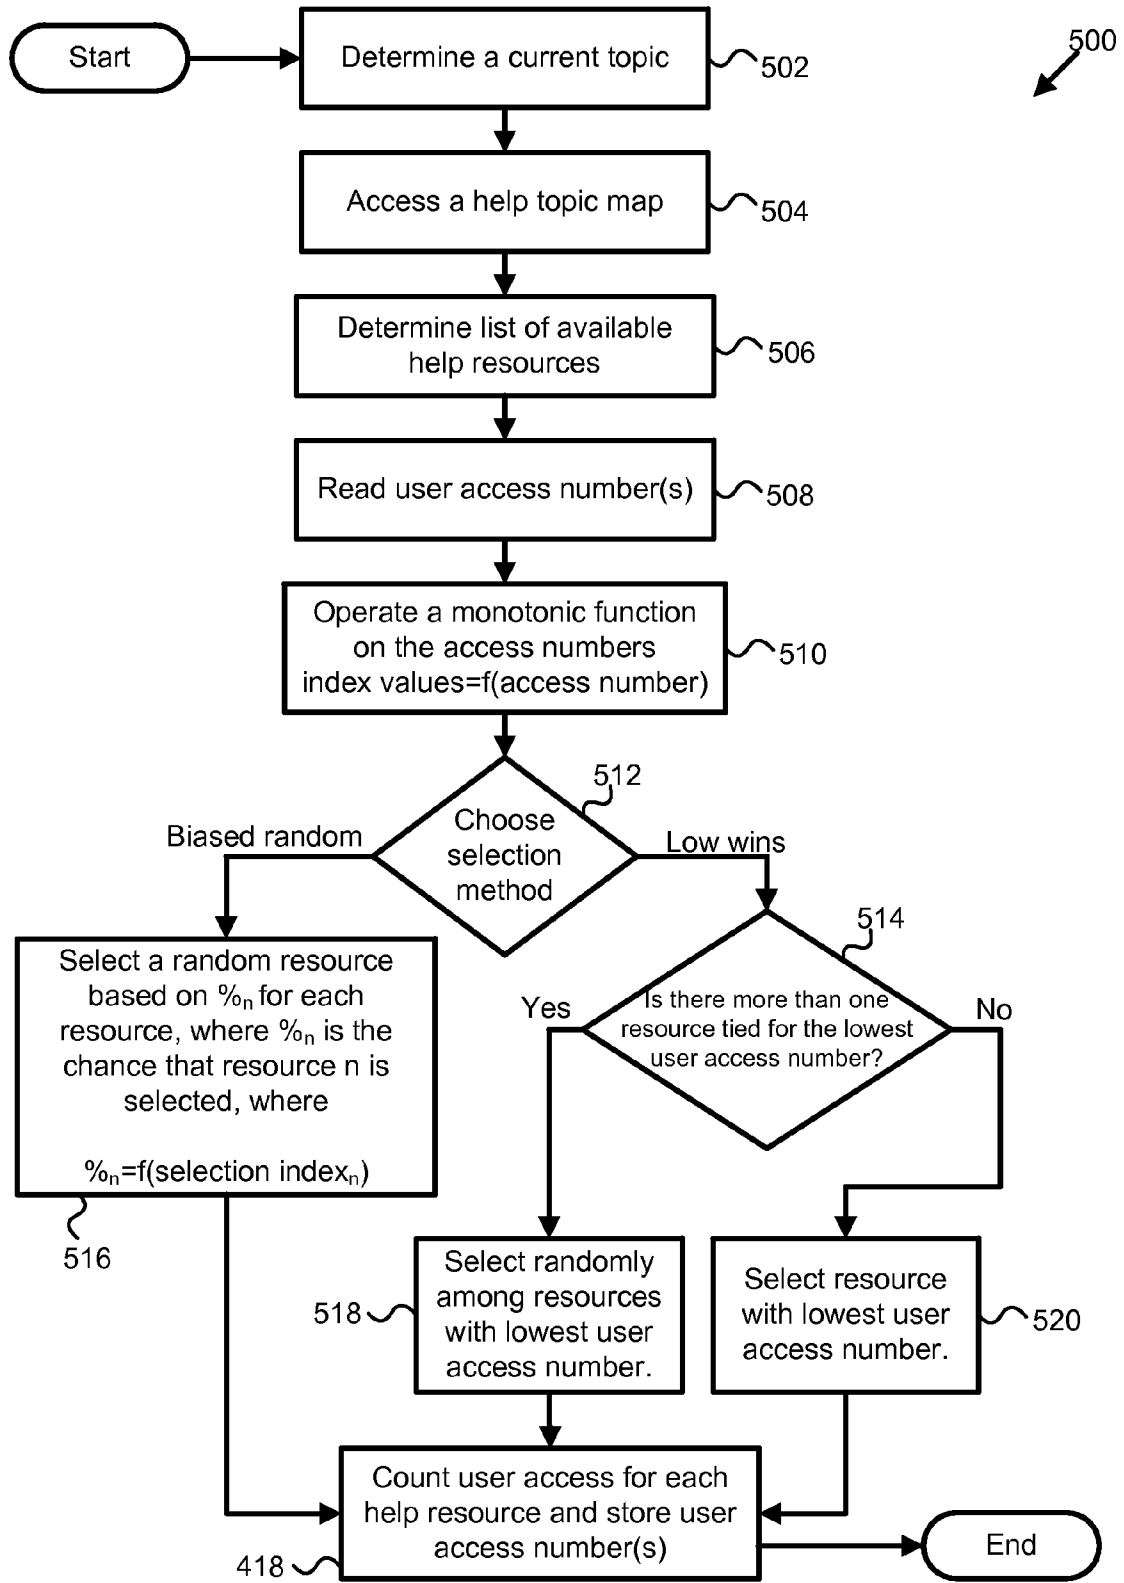 Start
Determine a current topic
502
500
Access a help topic map
504
Determine list of available
help resources
506
Read user access number(s)
508
Operate a monotonic function
on the access numbers
index values=f(access number)
510
512
Choose
selection
method
Biased random
Low wins
514
Is there more than one
resource tied for the lowest
user access number?
Yes
No
Select a random resource
based on %n for each
resource, where %n is the
chance that resource n is
selected, where
%n=f(selection indexn)
516
Select randomly
among resources
with lowest user
access number.
518
Select resource
with lowest user
access number.
520
Count user access for each
help resource and store user
access number(s)
418
End